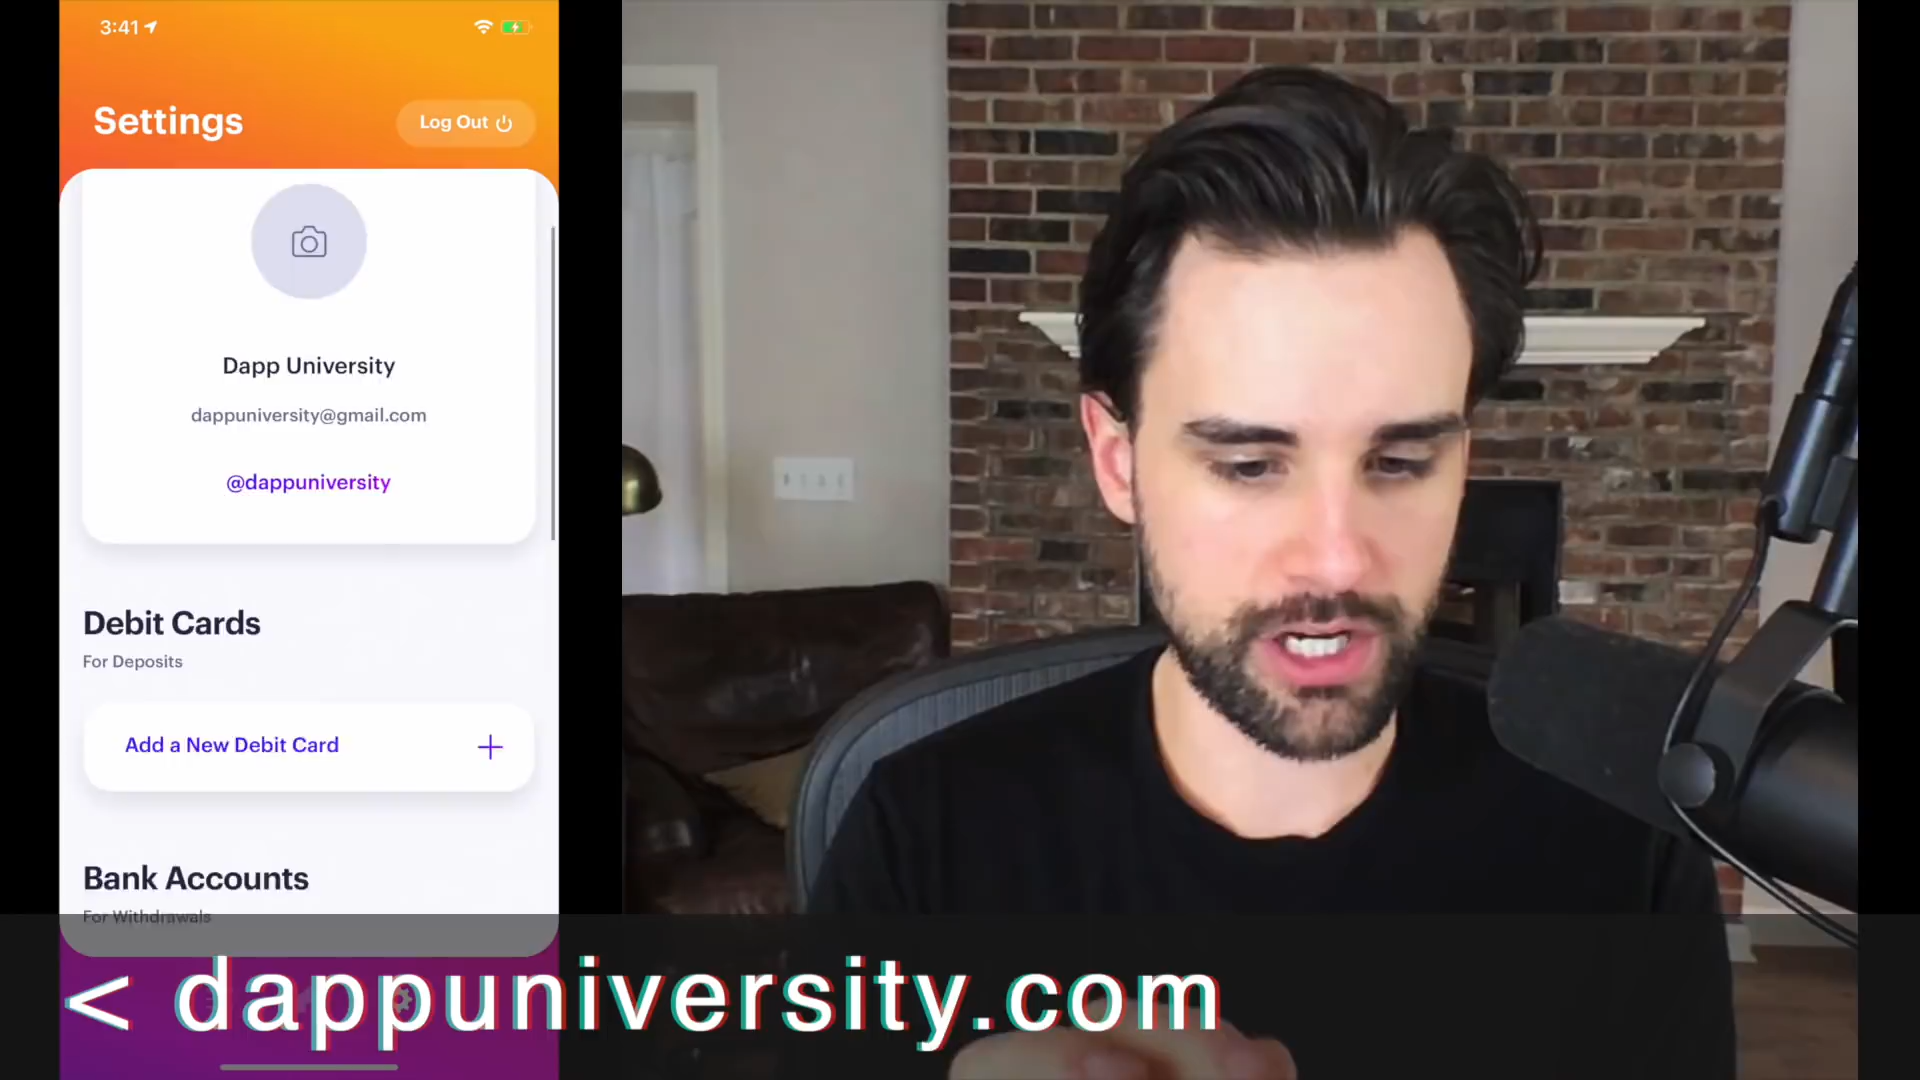 3:41
Settings
Log Out
Dapp University
dappuniversity@gmail.com
@dappuniversity
Debit Cards
For Deposits
Add a New Debit Card
Bank Accounts
For Withdrawals
< dappuniversity.com